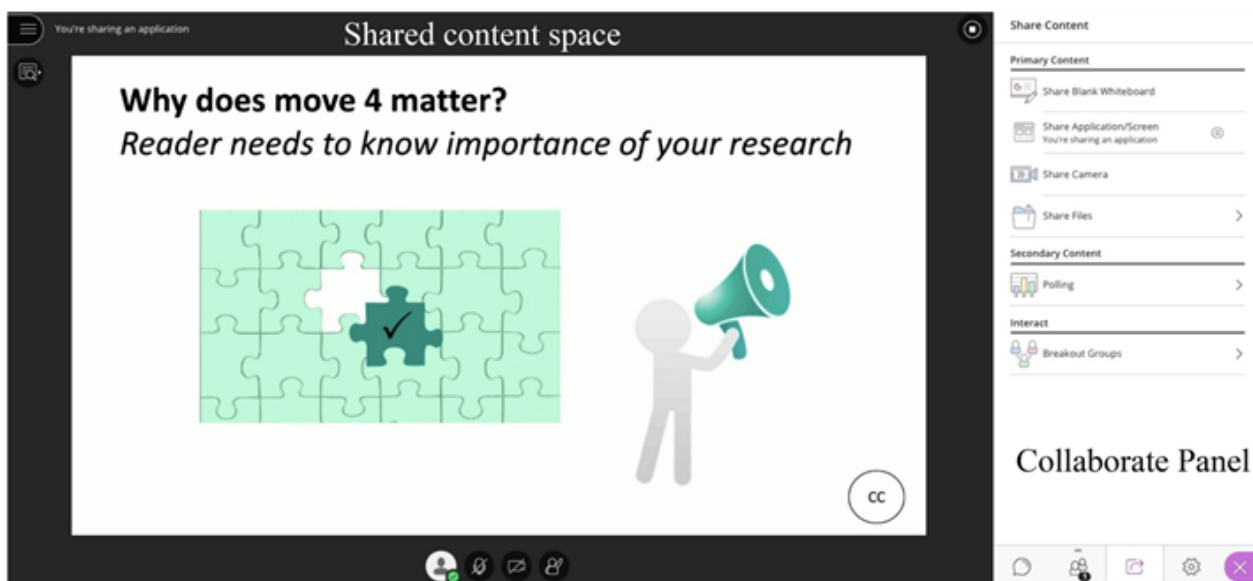 You're sharing an application
Shared content space
Why does move 4 matter?
Reader needs to know importance of your research
CC
Share Content
Primary Content
Share Blank Whiteboard
Share Application/Screen
You're sharing an application
Share Camera
Share Files
Secondary Content
Polling
Interact
Breakout Groups
Collaborate Panel